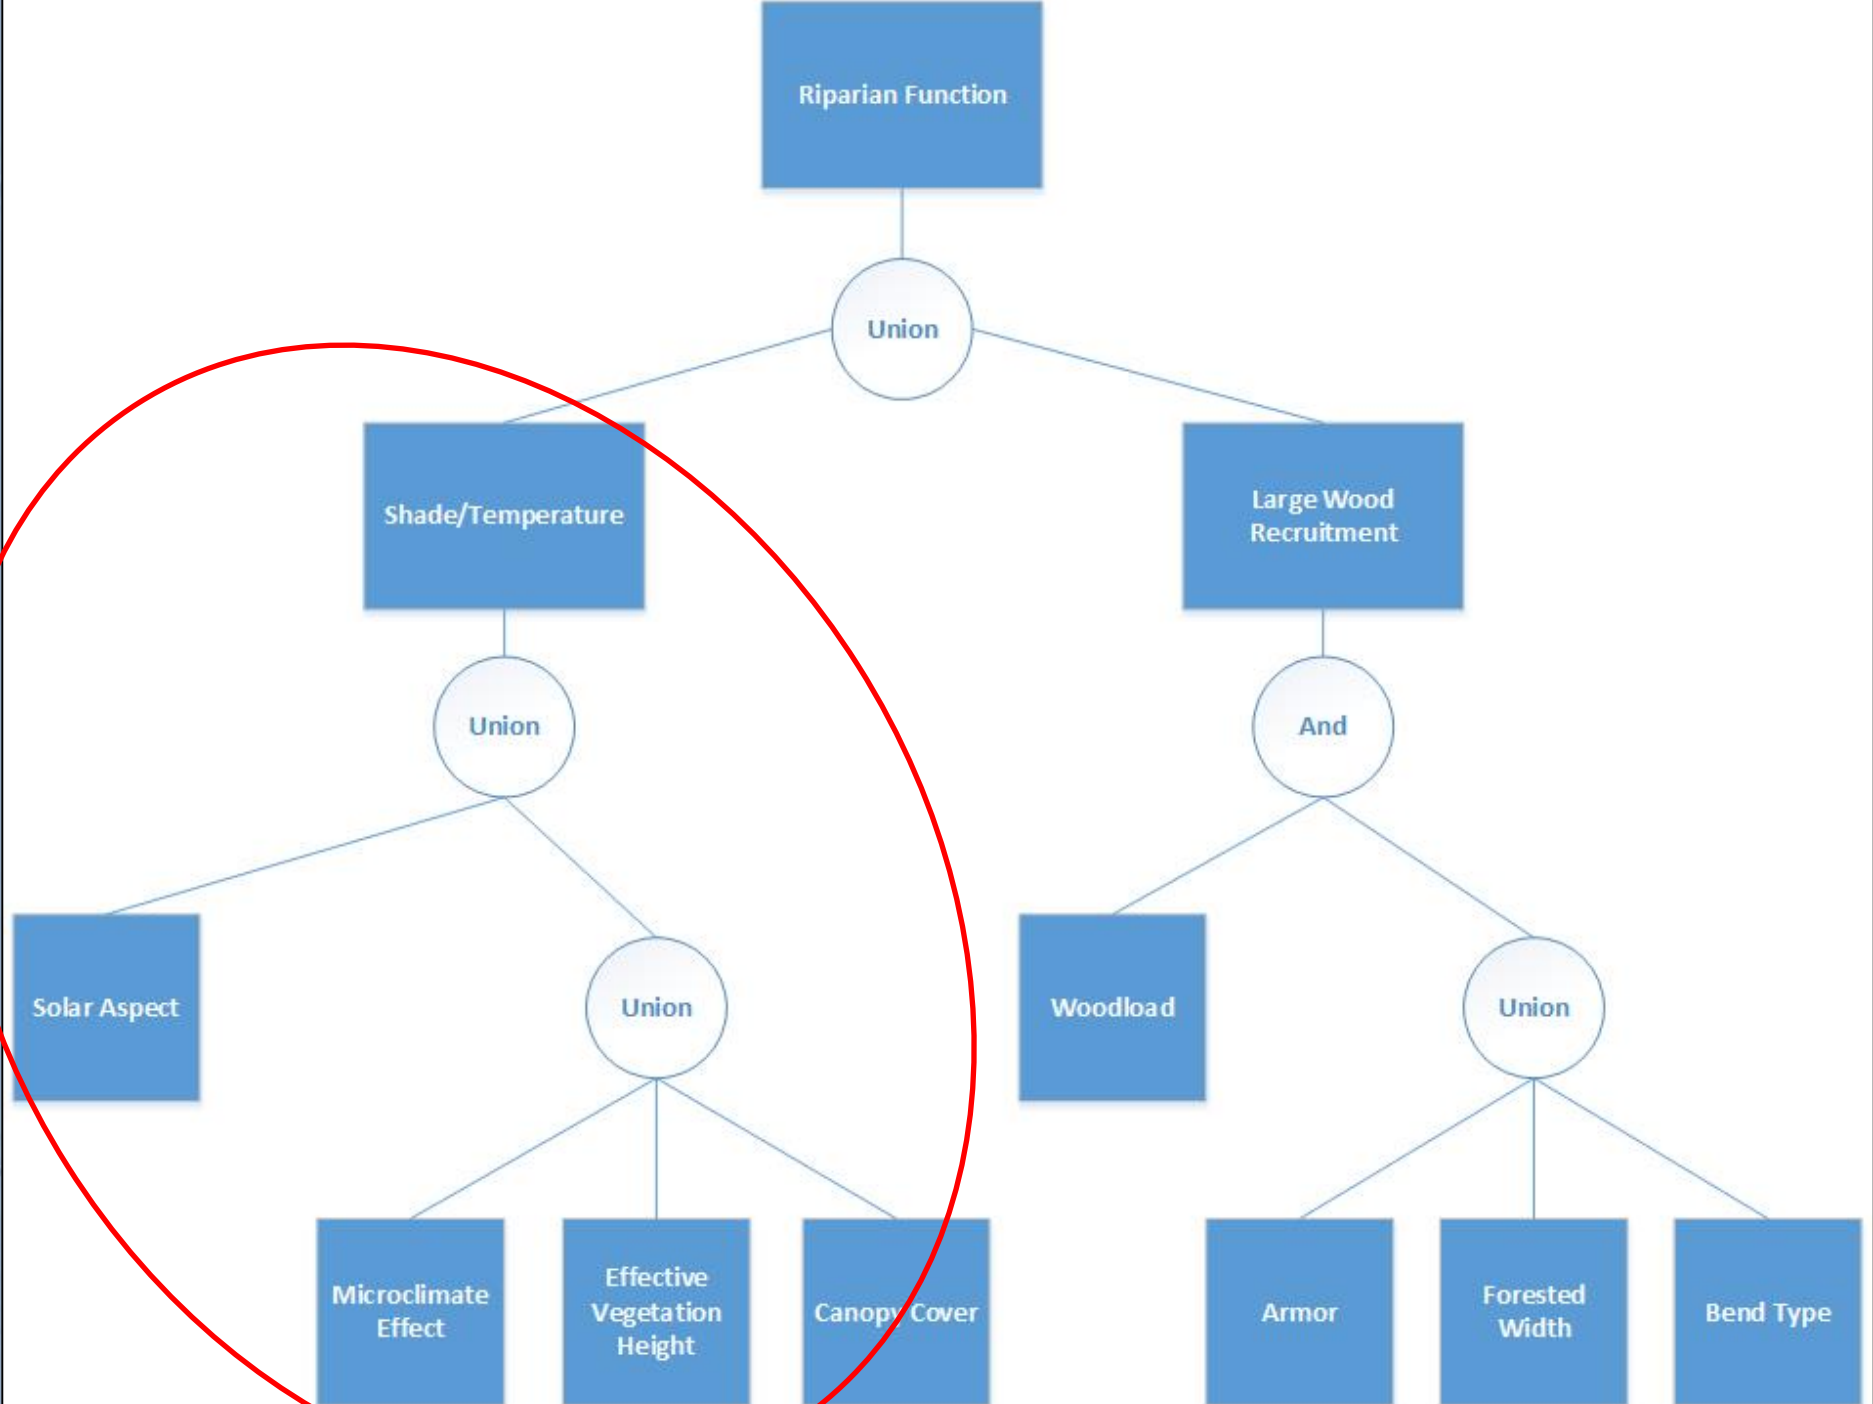 Riparian Function
Union
Shade/Temperature
Large Wood
Recruitment
Union
And
Solar Aspect
Union
Woodload
Union
Microclimate
Effect
Effective
Vegetation
Height
Canopy Cover
Armor
Forested
Width
Bend Type